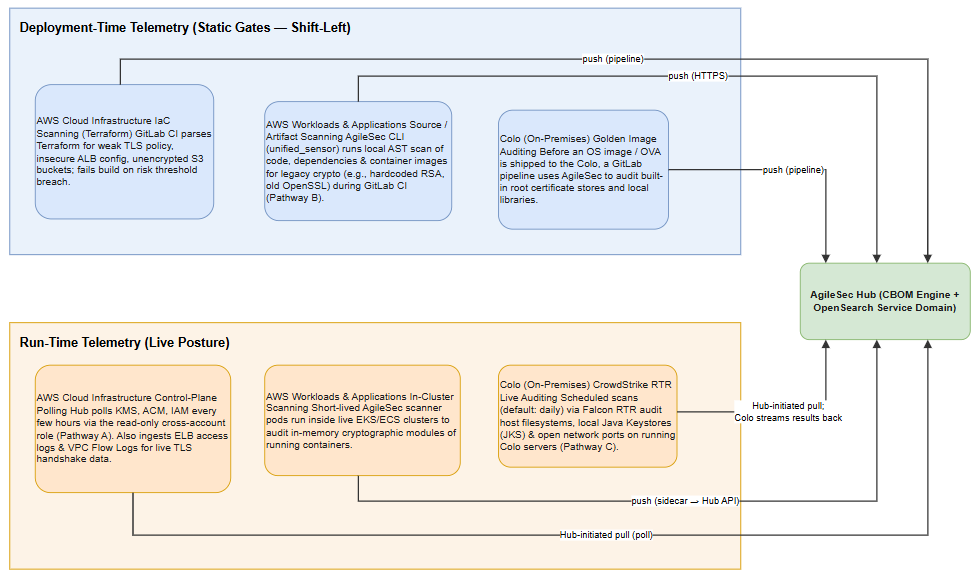 Deployment-Time Telemetry (Static Gates — Shift-Left)
push (pipeline)
push (HTTPS)
AWS Cloud Infrastructure IaC
Scanning (Terraform) GitLab CI parses
Terraform for weak TLS policy,
insecure ALB config, unencrypted S3
buckets; fails build on risk threshold
breach.
AWS Workloads & Applications Source /
Artifact Scanning AgileSec CLI
(unified_sensor) runs local AST scan of
code, dependencies & container images
for legacy crypto (e.g., hardcoded RSA,
old OpenSSL) during GitLab CI
(Pathway B).
Colo (On-Premises) Golden Image
Auditing Before an OS image / OVA
is shipped to the Colo, a GitLab
pipeline uses AgileSec to audit built-
in root certificate stores and local
libraries.
push (pipeline)
AgileSec Hub (CBOM Engine +
OpenSearch Service Domain)
Run-Time Telemetry (Live Posture)
AWS Cloud Infrastructure Control-Plane
Polling Hub polls KMS, ACM, IAM every
few hours via the read-only cross-account
role (Pathway A). Also ingests ELB access
logs & VPC Flow Logs for live TLS
handshake data.
AWS Workloads & Applications In-Cluster
Scanning Short-lived AgileSec scanner
pods run inside live EKS/ECS clusters to
audit in-memory cryptographic modules of
running containers.
Colo (On-Premises) CrowdStrike RTR
Live Auditing Scheduled scans
(default: daily) via Falcon RTR audit
host filesystems, local Java Keystores
(JKS) & open network ports on running
Colo servers (Pathway C).
Hub-initiated pull;
Colo streams results back
push (sidecar → Hub API)
Hub-initiated pull (poll)